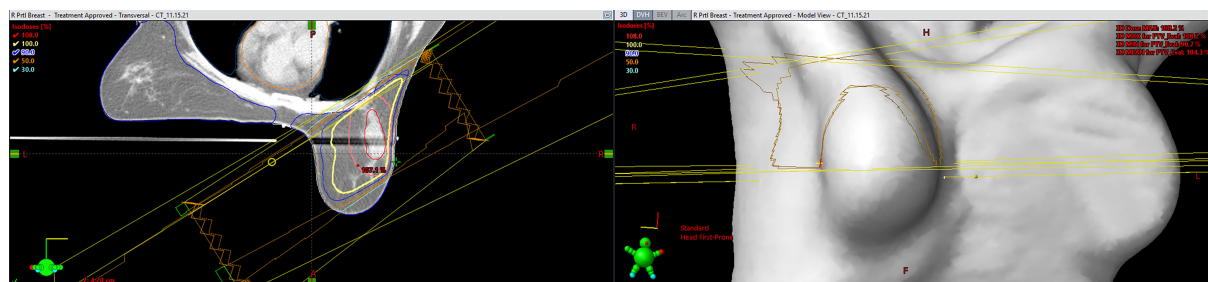 R Prtl Breast - Treatment Approved - Transversal - CT_11.15.21
Isodoses [%]
108.0
100.0
90.0
50.0
30.0
P
L
R
107.1 %
A
3D DVH BEV Arc
R Prtl Breast - Treatment Approved - Model View - CT_11.15.21
Isodoses [%]
108.0
100.0
90.0
50.0
30.0
H
R
L
Standard
Head First-Prone
F